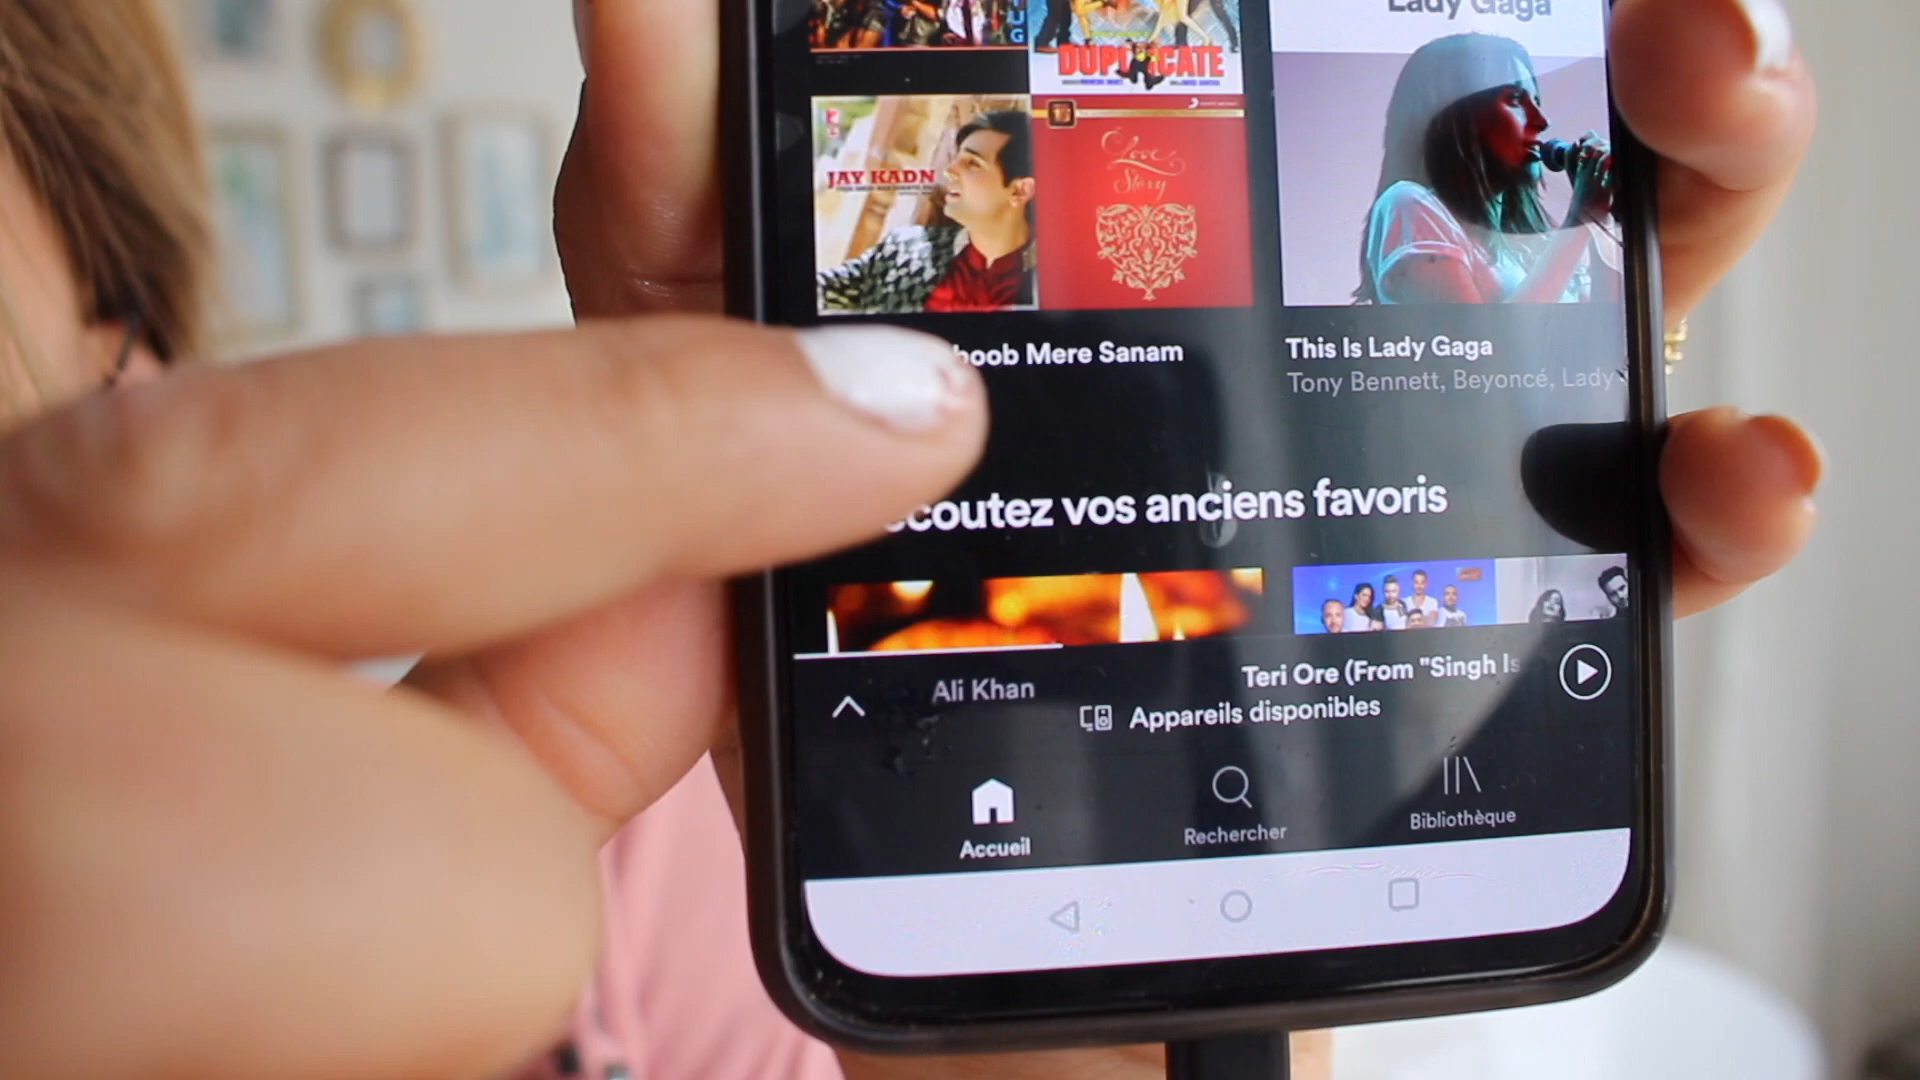 Lady Gaga
DUPLICATE
JAY KADN
Love
Story
hoob Mere Sanam
This Is Lady Gaga
Tony Bennett, Beyoncé, Lady
coutez vos anciens favoris
Ali Khan
Teri Ore (From "Singh Is
Appareils disponibles
Accueil
Rechercher
Bibliothèque